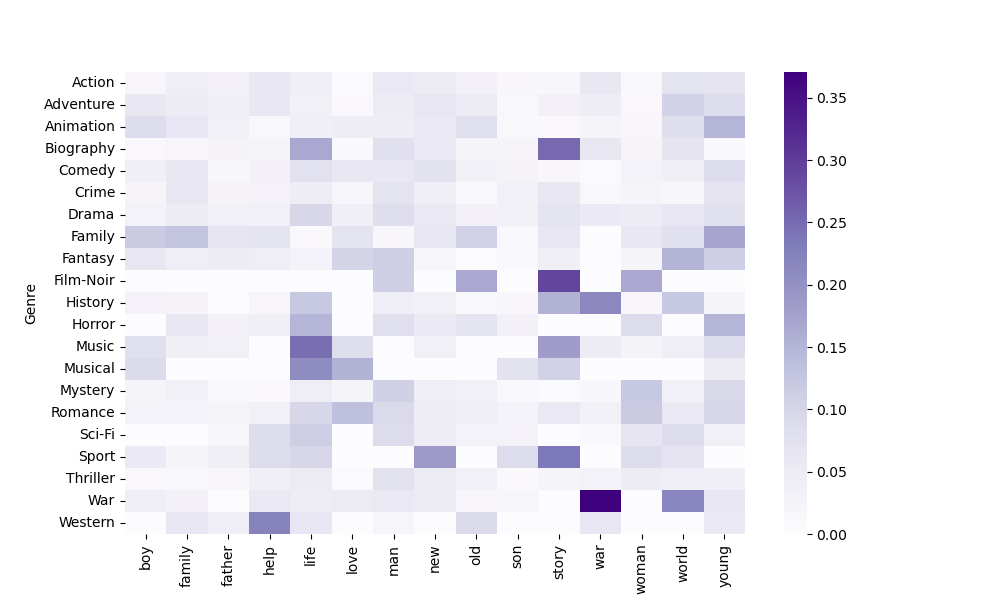 Genre
Action
Adventure
Animation
Biography
Comedy
Crime
Drama
Family
Fantasy
Film-Noir
History
Horror
Music
Musical
Mystery
Romance
Sci-Fi
Sport
Thriller
War
Western
boy
family
father
help
life
love
man
new
old
son
story
war
woman
world
young
0.35
0.30
0.25
0.20
0.15
0.10
0.05
0.00